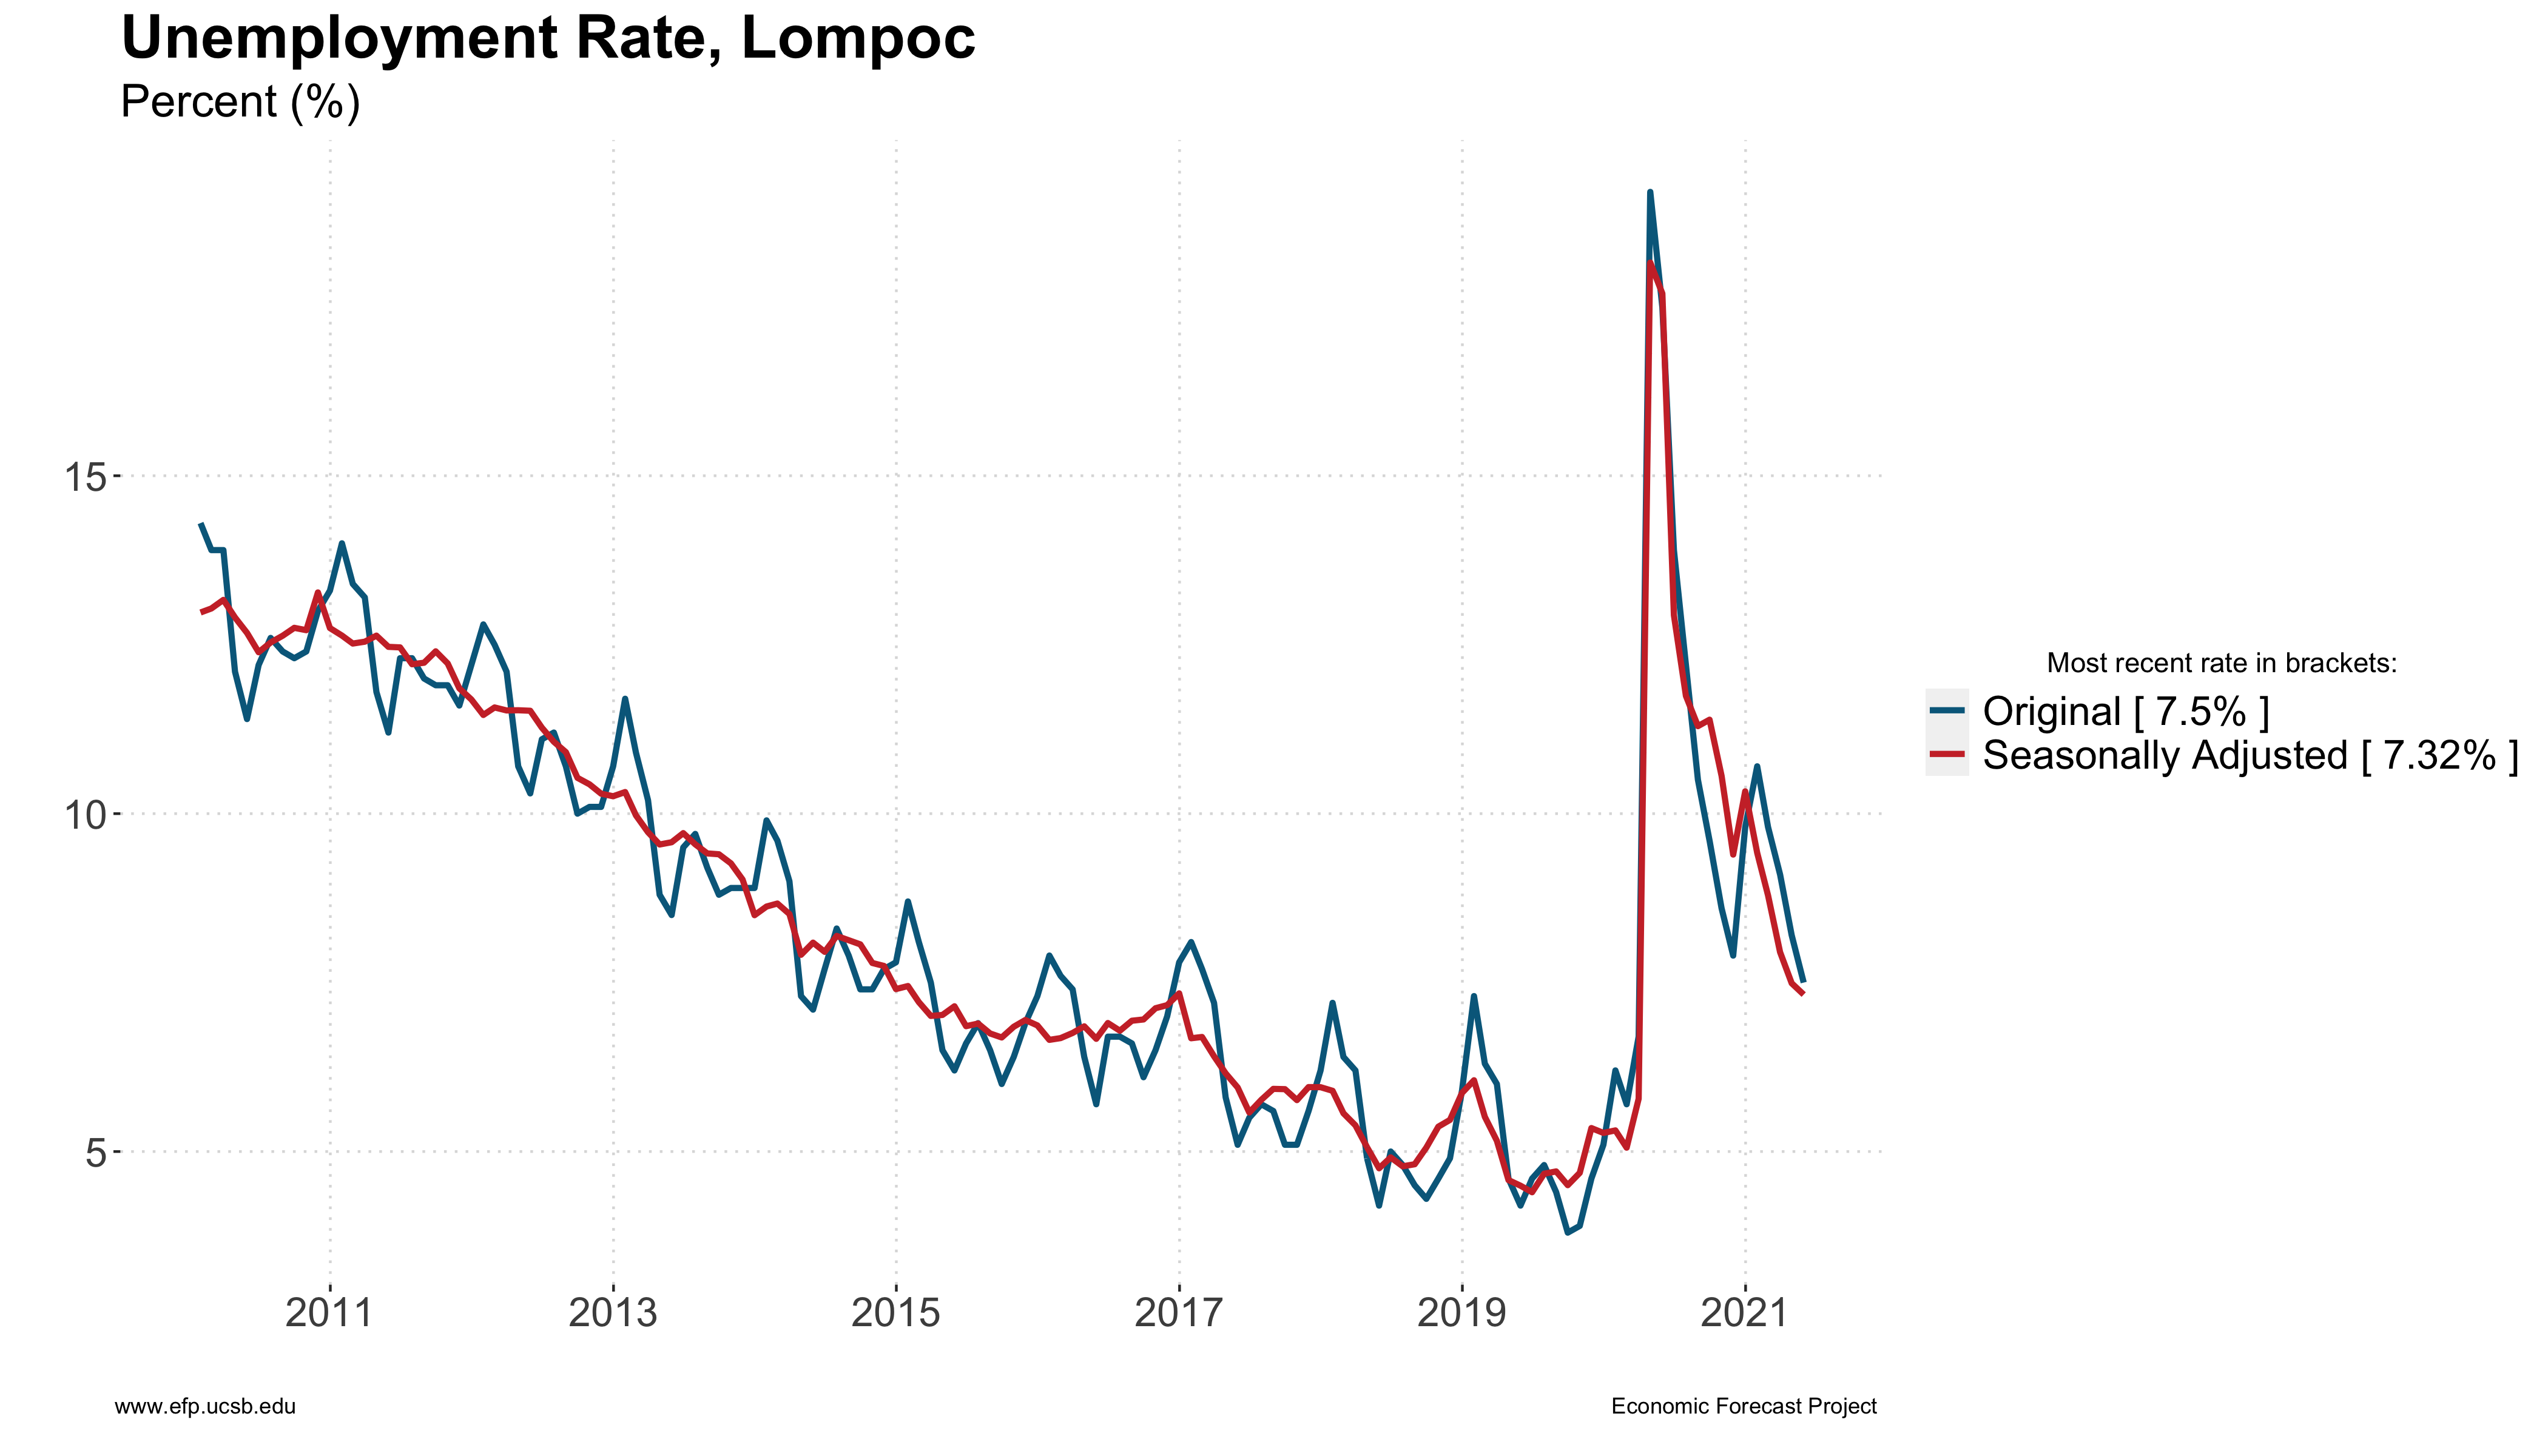 Unemployment Rate, Lompoc
Percent (%)
15
10
5
2011 2013 2015 2017 2019 2021
Most recent rate in brackets:
Original [ 7.5% ]
Seasonally Adjusted [ 7.32% ]
www.efp.ucsb.edu Economic Forecast Project